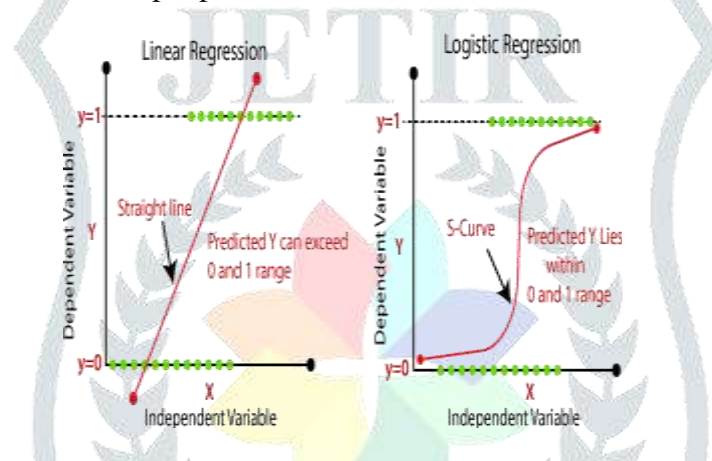 JETIR
Linear Regression
y=1
Dependent Variable
Y
Straight line
Predicted Y can exceed
0 and 1 range
y=0
X
Independent Variable
Logistic Regression
y=1
Dependent Variable
Y
S-Curve
Predicted Y Lies
within
0 and 1 range
y=0
X
Independent Variable